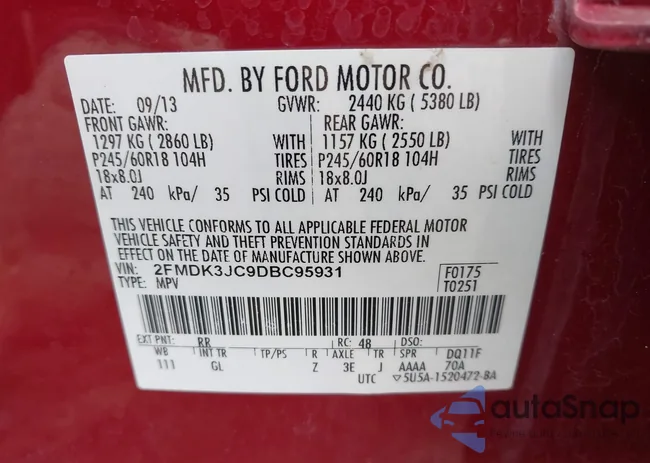 MFD. BY FORD MOTOR CO.
DATE: 09/13 GVWR: 2440 KG ( 5380 LB)
FRONT GAWR: REAR GAWR:
1297 KG ( 2860 LB) WITH 1157 KG ( 2550 LB) WITH
P245/60R18 104H TIRES P245/60R18 104H TIRES
18x8.0J RIMS 18x8.0J RIMS
AT 240 kPa/ 35 PSI COLD AT 240 kPa/ 35 PSI COLD
THIS VEHICLE CONFORMS TO ALL APPLICABLE FEDERAL MOTOR
VEHICLE SAFETY AND THEFT PREVENTION STANDARDS IN
EFFECT ON THE DATE OF MANUFACTURE SHOWN ABOVE.
VIN: 2FMDK3JC9DBC95931 F0175
TYPE: MPV T0251
EXT PNT: RR RC: 48 DSO:
WB INT TR TP/PS R AXLE TR SPR DQ11F
111 GL Z 3E J AAAA 70A
UTC ▽5U5A-1520472-BA
autoSnap